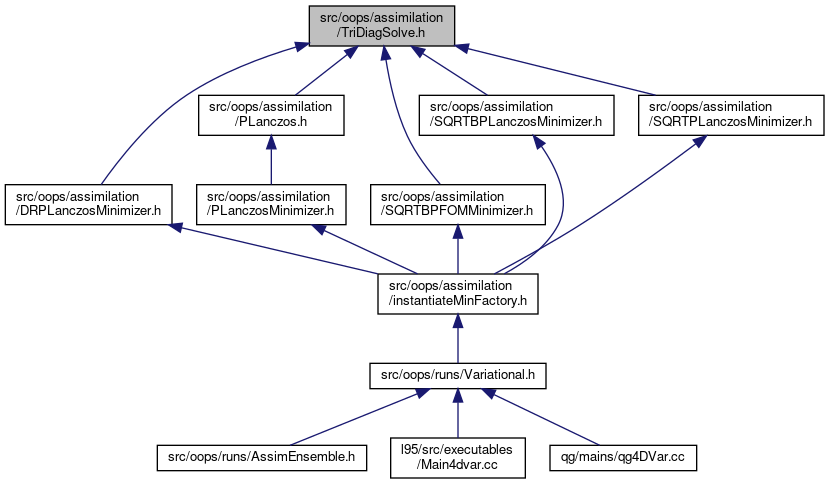 src/oops/assimilation
/TriDiagSolve.h
src/oops/assimilation
/PLanczos.h
src/oops/assimilation
/SQRTBPLanczosMinimizer.h
src/oops/assimilation
/SQRTPLanczosMinimizer.h
src/oops/assimilation
/DRPLanczosMinimizer.h
src/oops/assimilation
/PLanczosMinimizer.h
src/oops/assimilation
/SQRTBPFOMMinimizer.h
src/oops/assimilation
/instantiateMinFactory.h
src/oops/runs/Variational.h
src/oops/runs/AssimEnsemble.h
l95/src/executables
/Main4dvar.cc
qg/mains/qg4DVar.cc